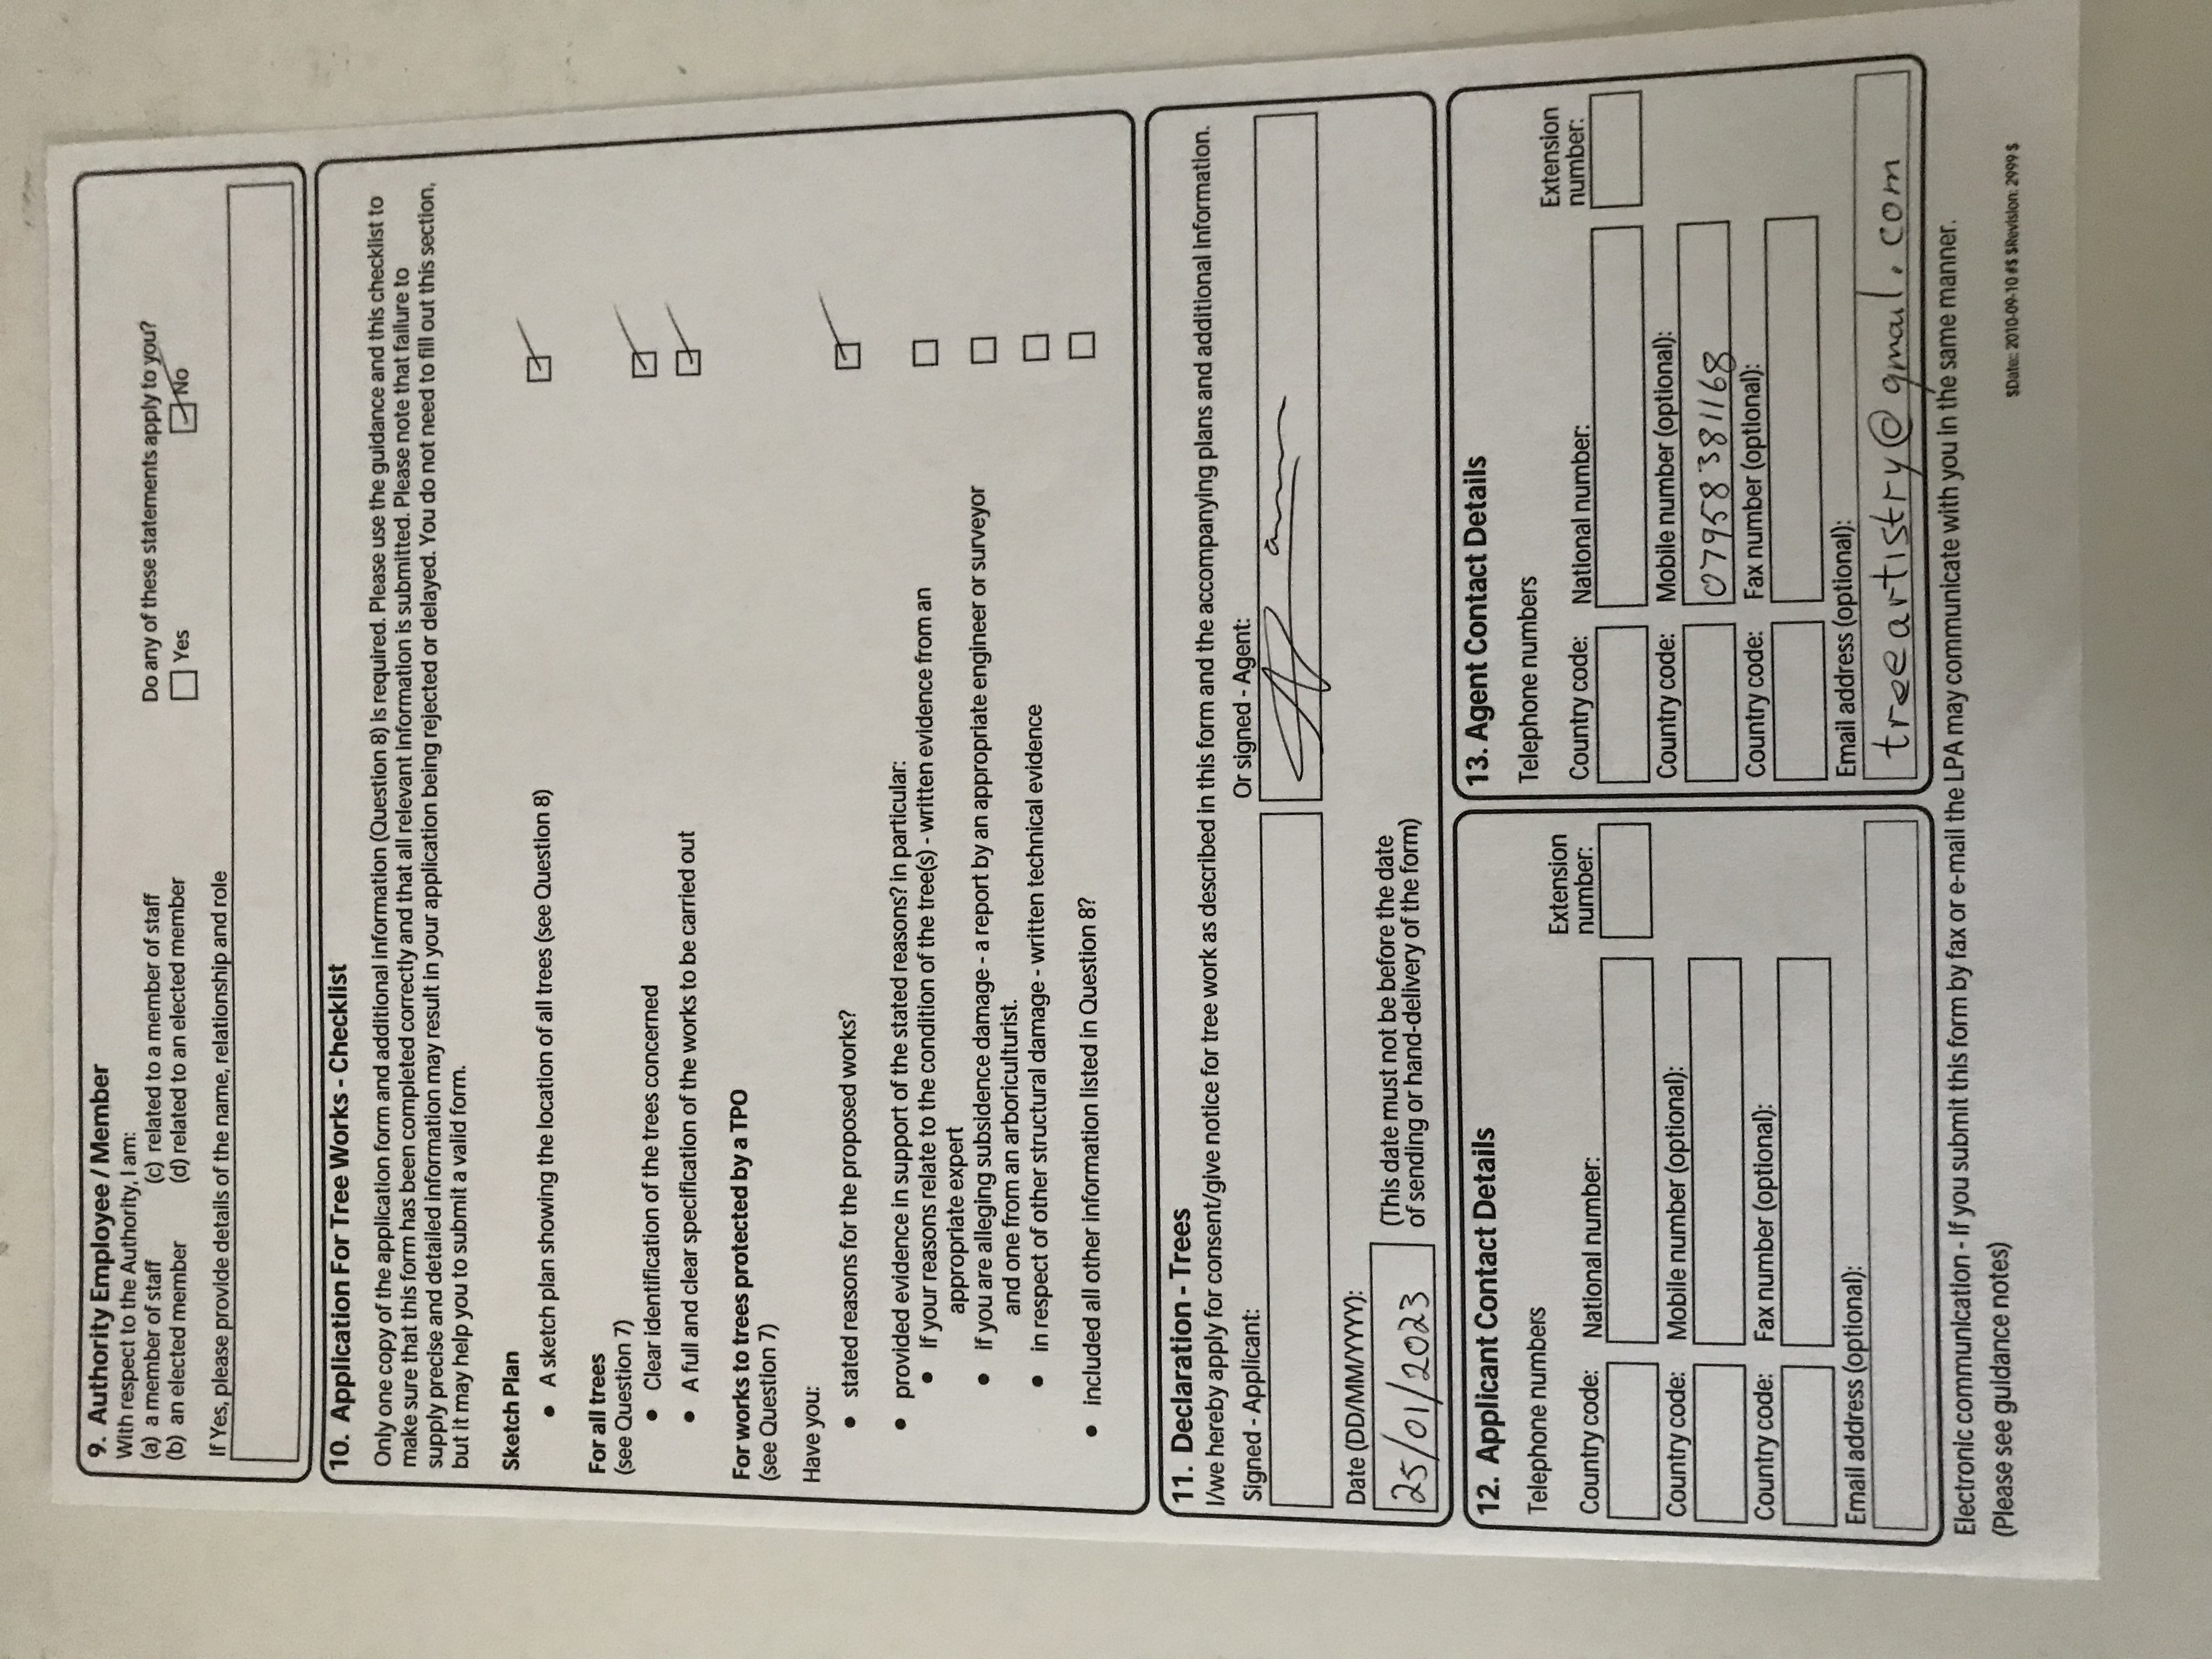 9. Authority Employee / Member
With respect to the Authority, I am:
(a) a member of staff (c) related to a member of staff
(b) an elected member (d) related to an elected member
Do any of these statements apply to you?
Yes No
If Yes, please provide details of the name, relationship and role
10. Application For Tree Works - Checklist
Only one copy of the application form and additional information (Question 8) is required. Please use the guidance and this checklist to
make sure that this form has been completed correctly and that all relevant information is submitted. Please note that failure to
supply precise and detailed information may result in your application being rejected or delayed. You do not need to fill out this section,
but it may help you to submit a valid form.
Sketch Plan
• A sketch plan showing the location of all trees (see Question 8)
For all trees
(see Question 7)
• Clear identification of the trees concerned
• A full and clear specification of the works to be carried out
For works to trees protected by a TPO
(see Question 7)
Have you:
• stated reasons for the proposed works?
• provided evidence in support of the stated reasons? in particular:
• if your reasons relate to the condition of the tree(s) - written evidence from an
appropriate expert
• if you are alleging subsidence damage - a report by an appropriate engineer or surveyor
and one from an arboriculturist.
• in respect of other structural damage - written technical evidence
• included all other information listed in Question 8?
11. Declaration - Trees
I/we hereby apply for consent/give notice for tree work as described in this form and the accompanying plans and additional information.
Signed - Applicant: Or signed - Agent:
Date (DD/MM/YYYY):
25/01/2023
(This date must not be before the date
of sending or hand-delivery of the form)
12. Applicant Contact Details
Telephone numbers
Country code: National number: Extension
number:
Country code: Mobile number (optional):
Country code: Fax number (optional):
Email address (optional):
13. Agent Contact Details
Telephone numbers
Country code: National number: Extension
number:
Country code: Mobile number (optional):
07958381168
Country code: Fax number (optional):
Email address (optional):
treeartistry@gmail.com
Electronic communication - If you submit this form by fax or e-mail the LPA may communicate with you in the same manner.
(Please see guidance notes)
$Date:: 2010-09-10 #$ $Revision: 2999 $